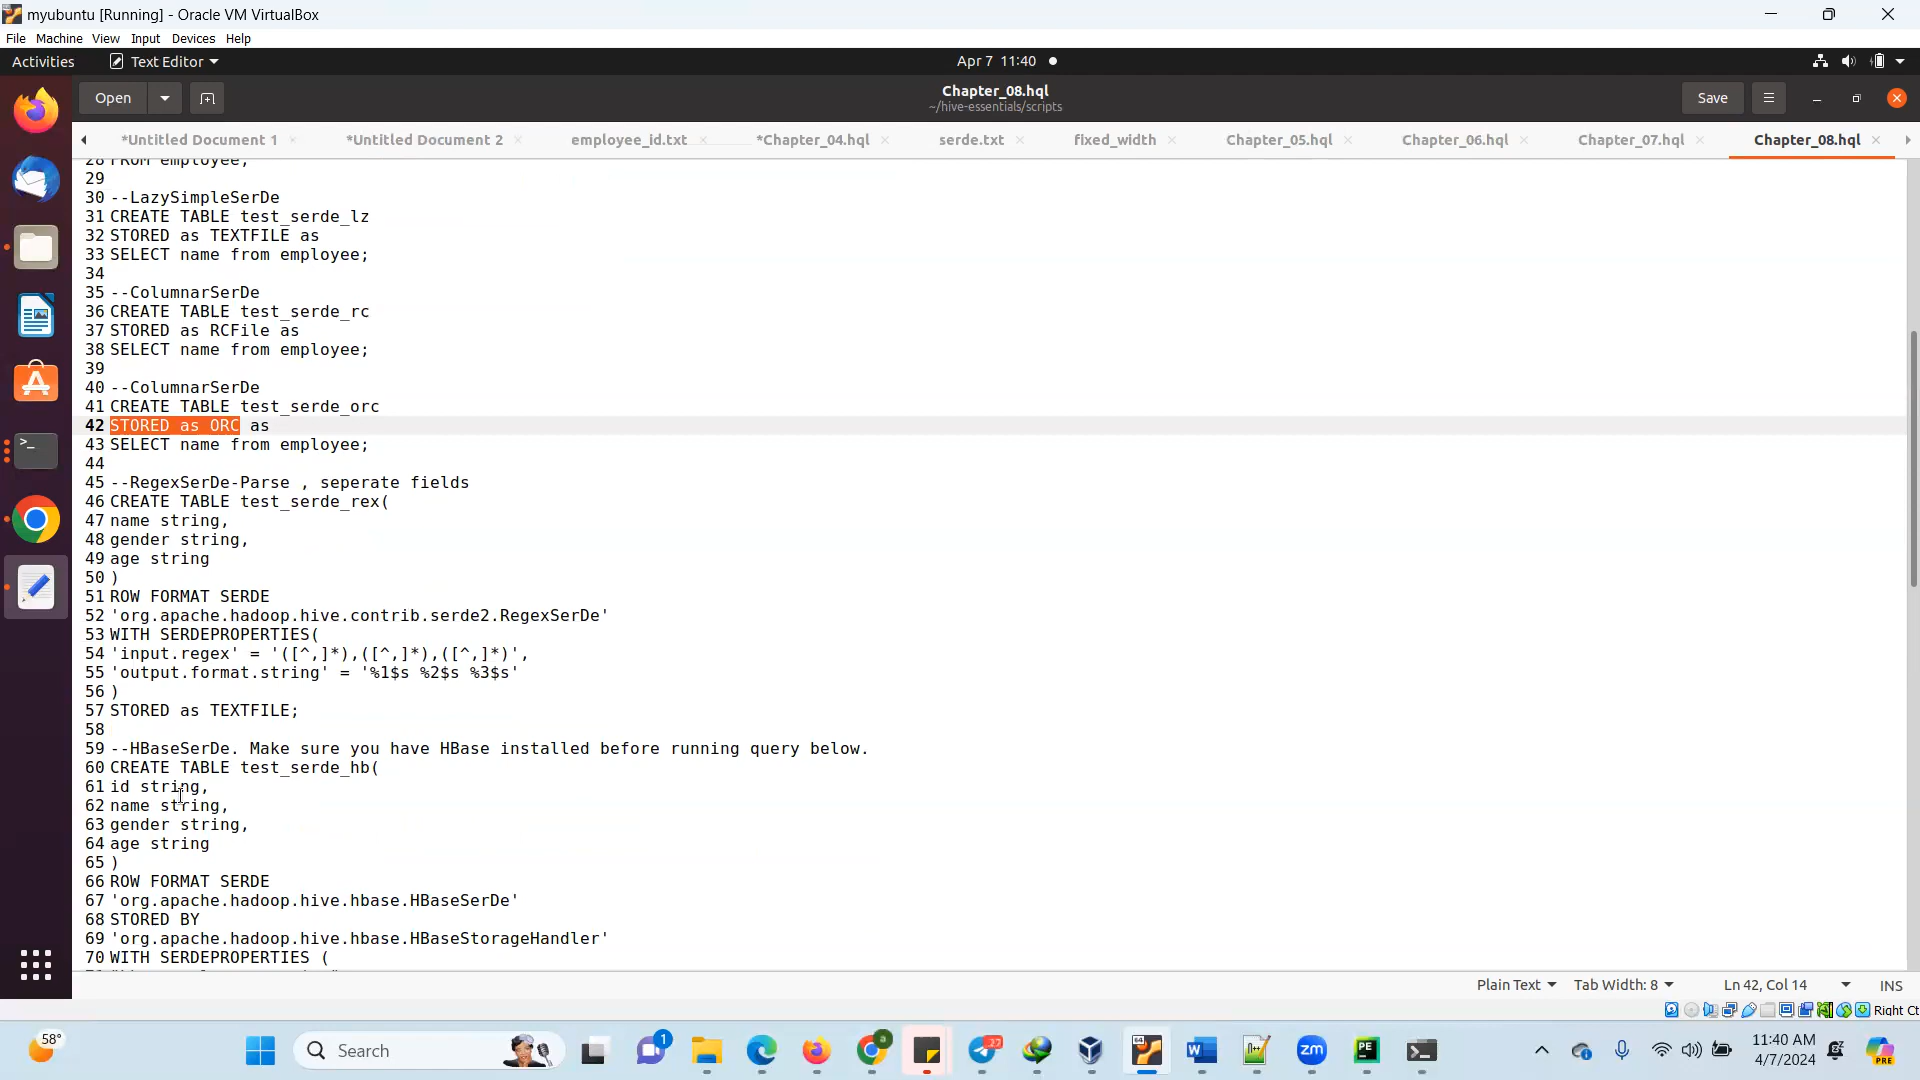 myubuntu [Running] - Oracle VM VirtualBox
File Machine View Input Devices Help
Activities Text Editor Apr 7 11:40
Open Chapter_08.hql Save
~/hive-essentials/scripts
*Untitled Document 1 *Untitled Document 2 employee_id.txt *Chapter_04.hql serde.txt fixed_width Chapter_05.hql Chapter_06.hql Chapter_07.hql Chapter_08.hql
28 FROM employee;
29
30 --LazySimpleSerDe
31 CREATE TABLE test_serde_lz
32 STORED as TEXTFILE as
33 SELECT name from employee;
34
35 --ColumnarSerDe
36 CREATE TABLE test_serde_rc
37 STORED as RCFile as
38 SELECT name from employee;
39
40 --ColumnarSerDe
41 CREATE TABLE test_serde_orc
42 STORED as ORC as
43 SELECT name from employee;
44
45 --RegexSerDe-Parse , seperate fields
46 CREATE TABLE test_serde_rex(
47 name string,
48 gender string,
49 age string
50 )
51 ROW FORMAT SERDE
52 'org.apache.hadoop.hive.contrib.serde2.RegexSerDe'
53 WITH SERDEPROPERTIES(
54 'input.regex' = '([^,]*),([^,]*),([^,]*)',
55 'output.format.string' = '%1$s %2$s %3$s'
56 )
57 STORED as TEXTFILE;
58
59 --HBaseSerDe. Make sure you have HBase installed before running query below.
60 CREATE TABLE test_serde_hb(
61 id string,
62 name string,
63 gender string,
64 age string
65 )
66 ROW FORMAT SERDE
67 'org.apache.hadoop.hive.hbase.HBaseSerDe'
68 STORED BY
69 'org.apache.hadoop.hive.hbase.HBaseStorageHandler'
70 WITH SERDEPROPERTIES (
Plain Text Tab Width: 8 Ln 42, Col 14 INS
Right Ct
58° Search 1 27 11:40 AM
4/7/2024